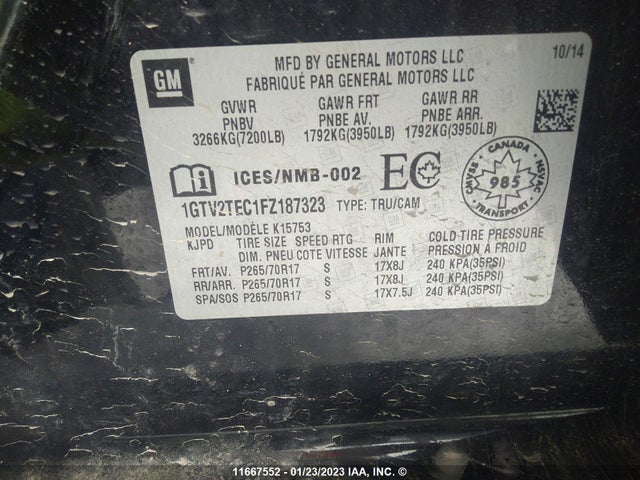 GM
MFD BY GENERAL MOTORS LLC
FABRIQUÉ PAR GENERAL MOTORS LLC
10/14
GVWR GAWR FRT GAWR RR
PNBV PNBE AV. PNBE ARR.
3266KG(7200LB) 1792KG(3950LB) 1792KG(3950LB)
ICES/NMB-002 EC
CANADA
CMVSS NSVAC
985
TRANSPORT
1GTV2TEC1FZ187323 TYPE: TRU/CAM
MODEL/MODÈLE K15753
KJPD TIRE SIZE SPEED RTG RIM COLD TIRE PRESSURE
DIM. PNEU COTE VITESSE JANTE PRESSION À FROID
FRT/AV. P265/70R17 S 17X8J 240 KPA(35PSI)
RR/ARR. P265/70R17 S 17X8J 240 KPA(35PSI)
SPA/SOS P265/70R17 S 17X7.5J 240 KPA(35PSI)
11667552 - 01/23/2023 IAA, Inc. ©